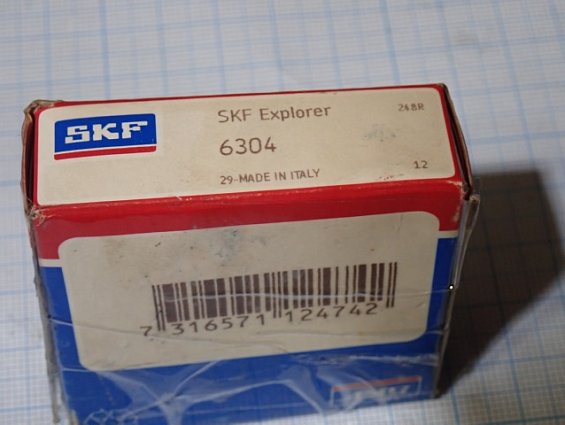 SKF
SKF Explorer
248R
6304
29-MADE IN ITALY
12
7 316571 124742